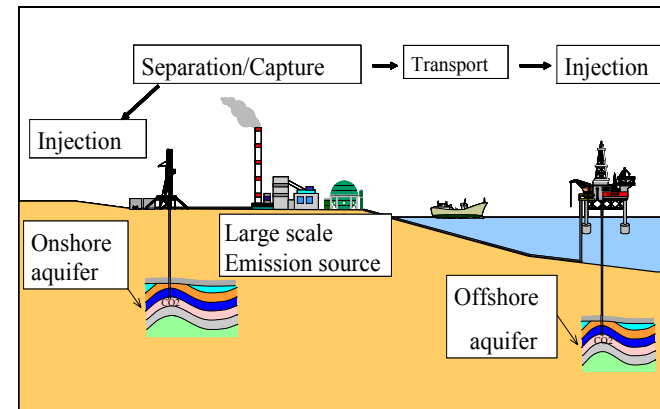 Separation/Capture
Transport
Injection
Injection
Onshore
aquifer
Large scale
Emission source
CO2
Offshore
aquifer
CO2